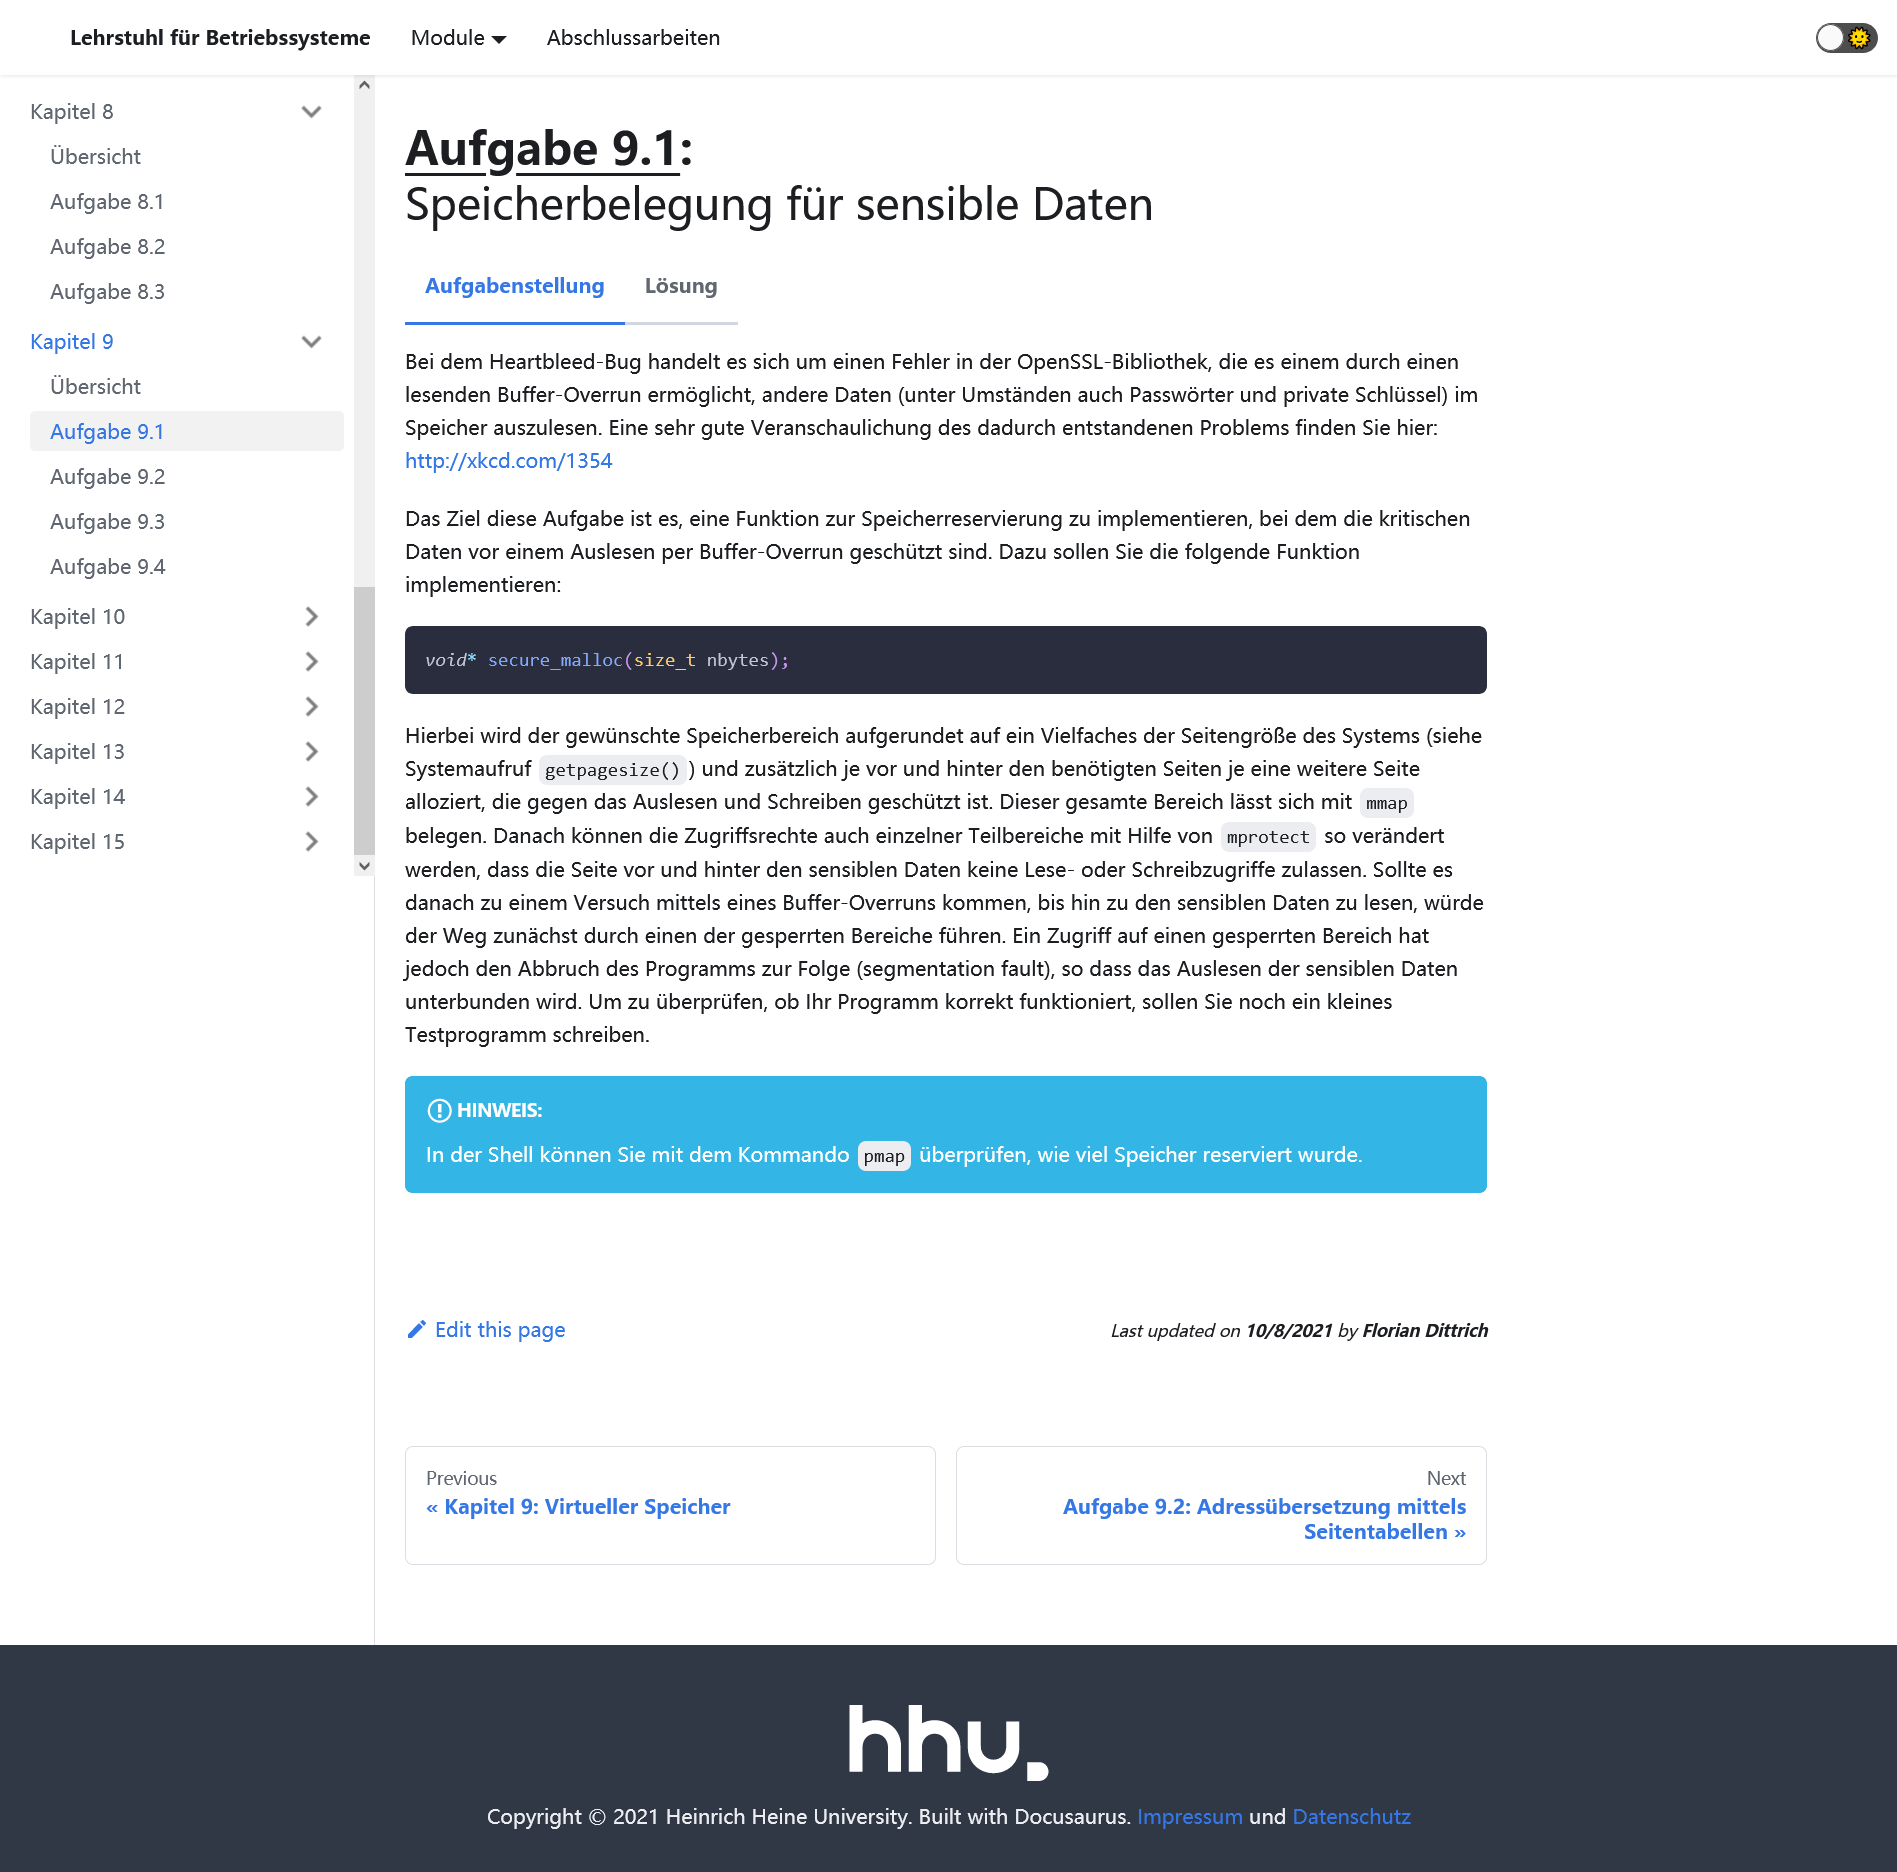 Lehrstuhl für Betriebssysteme Module Abschlussarbeiten
Kapitel 8
Übersicht
Aufgabe 8.1
Aufgabe 8.2
Aufgabe 8.3
Kapitel 9
Übersicht
Aufgabe 9.1
Aufgabe 9.2
Aufgabe 9.3
Aufgabe 9.4
Kapitel 10
Kapitel 11
Kapitel 12
Kapitel 13
Kapitel 14
Kapitel 15
Aufgabe 9.1:
Speicherbelegung für sensible Daten
Aufgabenstellung Lösung
Bei dem Heartbleed-Bug handelt es sich um einen Fehler in der OpenSSL-Bibliothek, die es einem durch einen
lesenden Buffer-Overrun ermöglicht, andere Daten (unter Umständen auch Passwörter und private Schlüssel) im
Speicher auszulesen. Eine sehr gute Veranschaulichung des dadurch entstandenen Problems finden Sie hier:
http://xkcd.com/1354
Das Ziel diese Aufgabe ist es, eine Funktion zur Speicherreservierung zu implementieren, bei dem die kritischen
Daten vor einem Auslesen per Buffer-Overrun geschützt sind. Dazu sollen Sie die folgende Funktion
implementieren:
void* secure_malloc(size_t nbytes);
Hierbei wird der gewünschte Speicherbereich aufgerundet auf ein Vielfaches der Seitengröße des Systems (siehe
Systemaufruf getpagesize()) und zusätzlich je vor und hinter den benötigten Seiten je eine weitere Seite
alloziert, die gegen das Auslesen und Schreiben geschützt ist. Dieser gesamte Bereich lässt sich mit mmap
belegen. Danach können die Zugriffsrechte auch einzelner Teilbereiche mit Hilfe von mprotect so verändert
werden, dass die Seite vor und hinter den sensiblen Daten keine Lese- oder Schreibzugriffe zulassen. Sollte es
danach zu einem Versuch mittels eines Buffer-Overruns kommen, bis hin zu den sensiblen Daten zu lesen, würde
der Weg zunächst durch einen der gesperrten Bereiche führen. Ein Zugriff auf einen gesperrten Bereich hat
jedoch den Abbruch des Programms zur Folge (segmentation fault), so dass das Auslesen der sensiblen Daten
unterbunden wird. Um zu überprüfen, ob Ihr Programm korrekt funktioniert, sollen Sie noch ein kleines
Testprogramm schreiben.
HINWEIS:
In der Shell können Sie mit dem Kommando pmap überprüfen, wie viel Speicher reserviert wurde.
Edit this page
Last updated on 10/8/2021 by Florian Dittrich
Previous
« Kapitel 9: Virtueller Speicher
Next
Aufgabe 9.2: Adressübersetzung mittels
Seitentabellen »
hhu.
Copyright © 2021 Heinrich Heine University. Built with Docusaurus. Impressum und Datenschutz